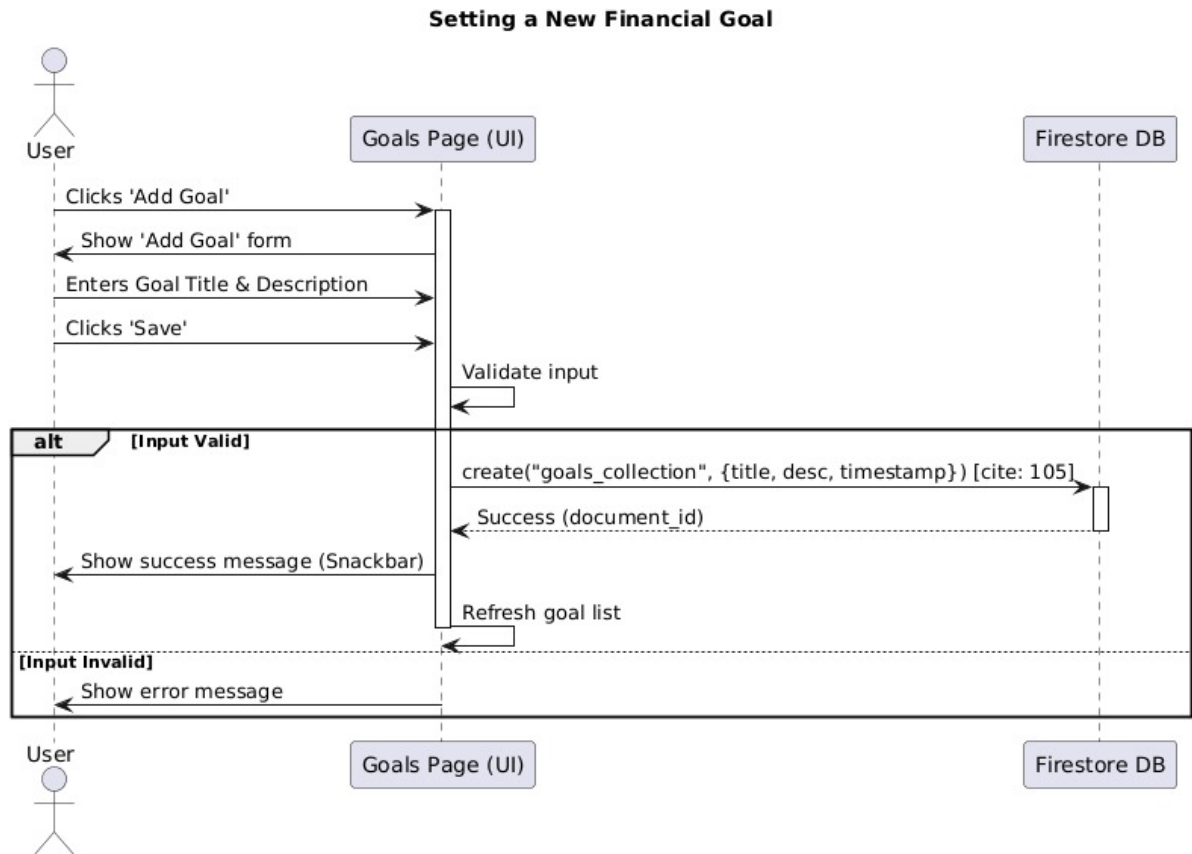 Setting a New Financial Goal
User
Goals Page (UI)
Firestore DB
Clicks 'Add Goal'
Show 'Add Goal' form
Enters Goal Title & Description
Clicks 'Save'
Validate input
alt
[Input Valid]
create("goals_collection", {title, desc, timestamp}) [cite: 105]
Success (document_id)
Show success message (Snackbar)
Refresh goal list
[Input Invalid]
Show error message
User
Goals Page (UI)
Firestore DB